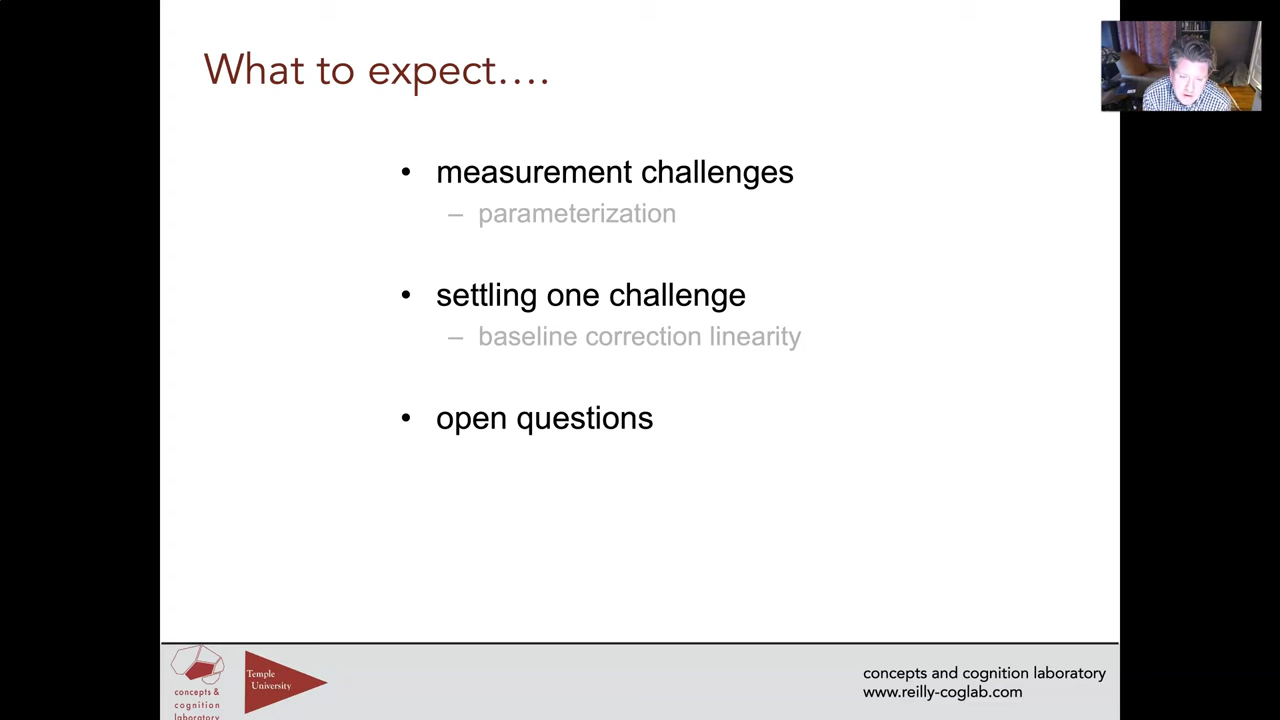 What to expect....
• measurement challenges
– parameterization
• settling one challenge
– baseline correction linearity
• open questions
concepts &
cognition
laboratory
Temple
University
concepts and cognition laboratory
www.reilly-coglab.com